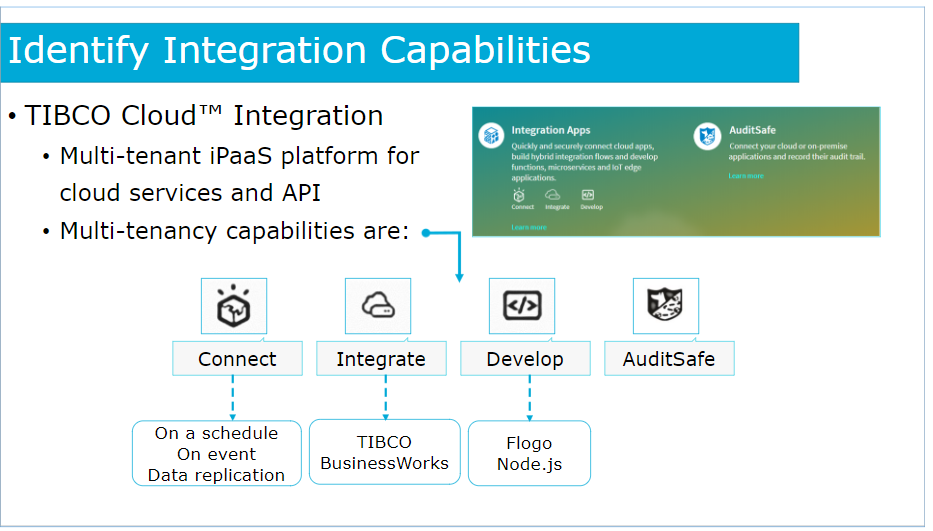 Identify Integration Capabilities
• TIBCO Cloud™ Integration
• Multi-tenant iPaaS platform for
cloud services and API
• Multi-tenancy capabilities are:
Integration Apps
Quickly and securely connect cloud apps,
build hybrid integration flows and develop
functions, microservices and IoT edge
applications.
Connect Integrate Develop
Learn more
AuditSafe
Connect your cloud or on-premise
applications and record their audit trail.
Learn more
Connect
Integrate
Develop
AuditSafe
On a schedule
On event
Data replication
TIBCO
BusinessWorks
Flogo
Node.js